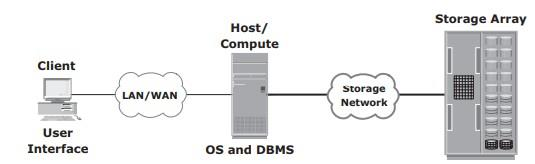 Client
User
Interface
LAN/WAN
Host/
Compute
OS and DBMS
Storage
Network
Storage Array